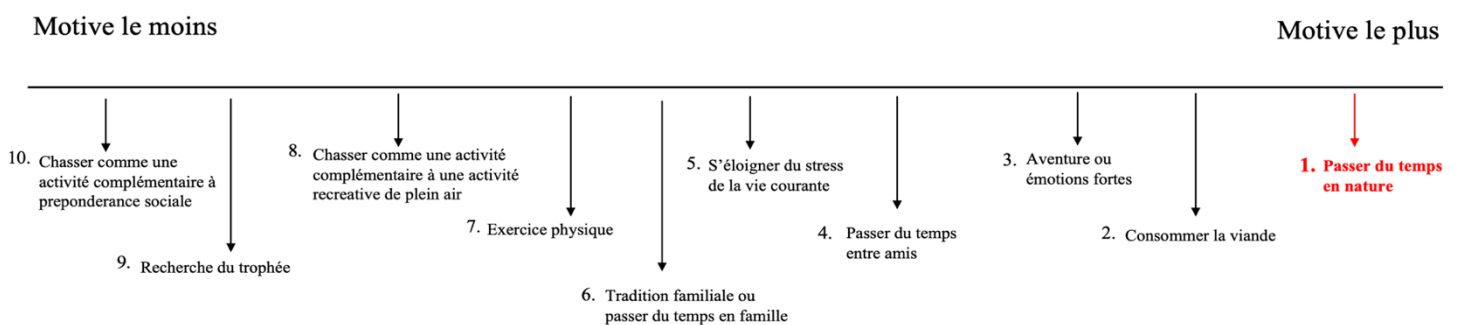 Motive le moins
Motive le plus
10. Chasser comme une
activité complémentaire à
preponderance sociale
9. Recherche du trophée
8. Chasser comme une activité
complémentaire à une activité
recreative de plein air
7. Exercice physique
6. Tradition familiale ou
passer du temps en famille
5. S’éloigner du stress
de la vie courante
4. Passer du temps
entre amis
3. Aventure ou
émotions fortes
2. Consommer la viande
1. Passer du temps
en nature